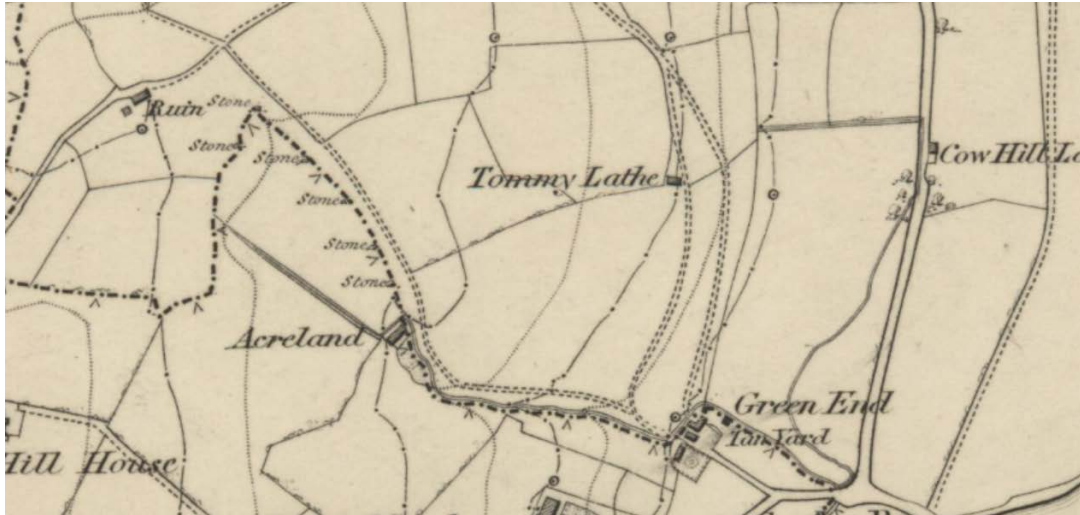 Ruin
Stone
Stone
Stone
Stone
Stone
Stone
Tommy Lathe
Cow Hill La
Acreland
Green End
Tan Yard
Hill House